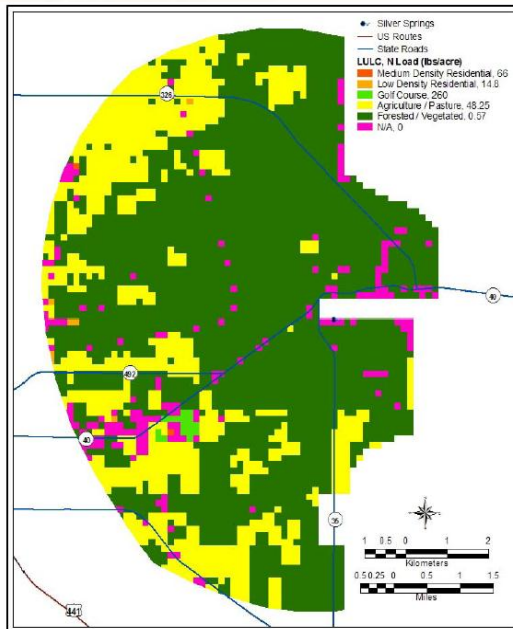 Silver Springs
US Routes
State Roads
LULC, N Load (lbs/acre)
Medium Density Residential, 66
Low Density Residential, 14.8
Golf Course, 260
Agriculture / Pasture, 48.25
Forested / Vegetated, 0.57
N/A, 0
326
40
492
40
35
1 0.5 0 1 2
Kilometers
0.5 0.25 0 0.5 1 1.5
Miles
441